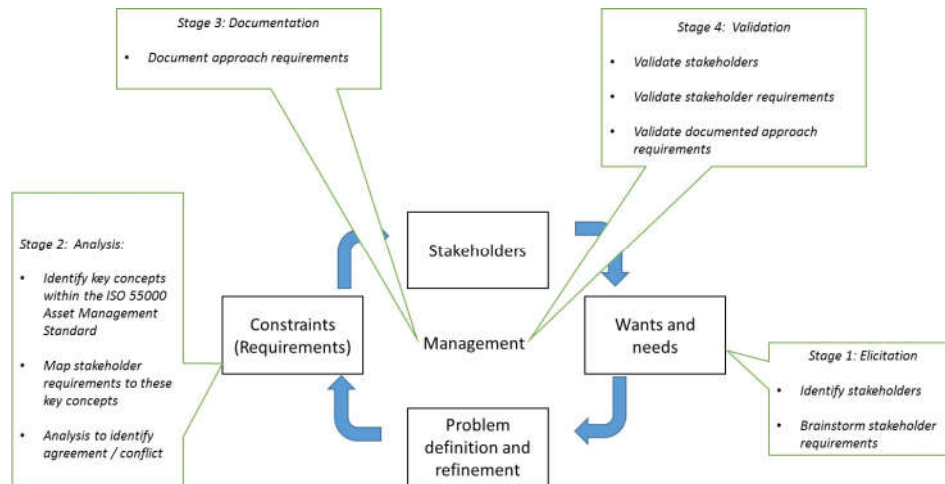 Stage 3: Documentation
• Document approach requirements
Stage 4: Validation
• Validate stakeholders
• Validate stakeholder requirements
• Validate documented approach
requirements
Stage 2: Analysis:
• Identify key concepts
within the ISO 55000
Asset Management
Standard
• Map stakeholder
requirements to these
key concepts
• Analysis to identify
agreement / conflict
Stakeholders
Constraints
(Requirements)
Management
Wants and
needs
Problem
definition and
refinement
Stage 1: Elicitation
• Identify stakeholders
• Brainstorm stakeholder
requirements